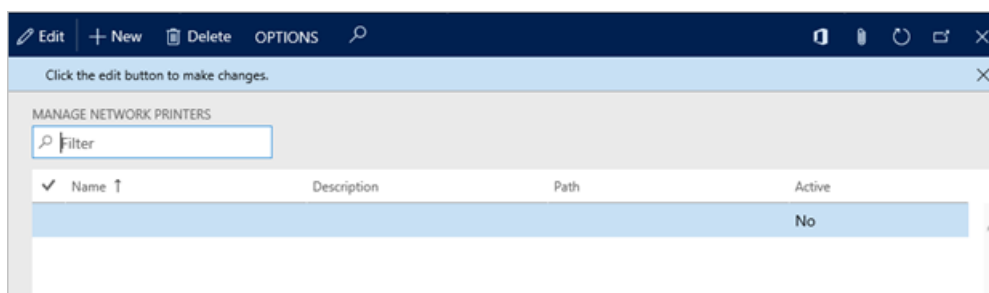 Edit New Delete OPTIONS
Click the edit button to make changes.
MANAGE NETWORK PRINTERS
Filter
Name ↑ Description Path Active
No